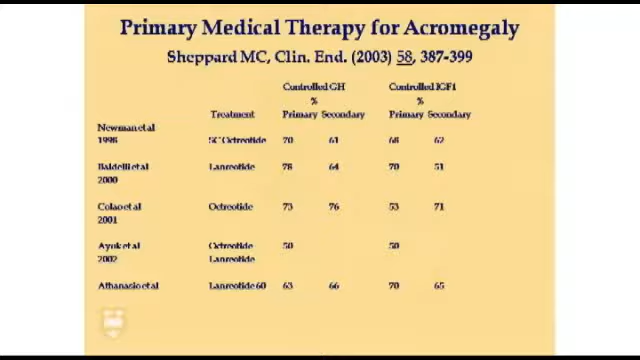 Primary Medical Therapy for Acromegaly
Sheppard MC, Clin. End. (2003) 58, 387-399
Controlled GH Controlled IGF1
% %
Treatment Primary Secondary Primary Secondary
Newman et al
1998 SC Octreotide 70 61 68 62
Baldelli et al Lanreotide 78 64 70 51
2000
Colao et al Octreotide 73 76 53 71
2001
Ayuk et al Octreotide 50 50
2002 Lanreotide
Athanasio et al Lanreotide 60 63 66 70 65